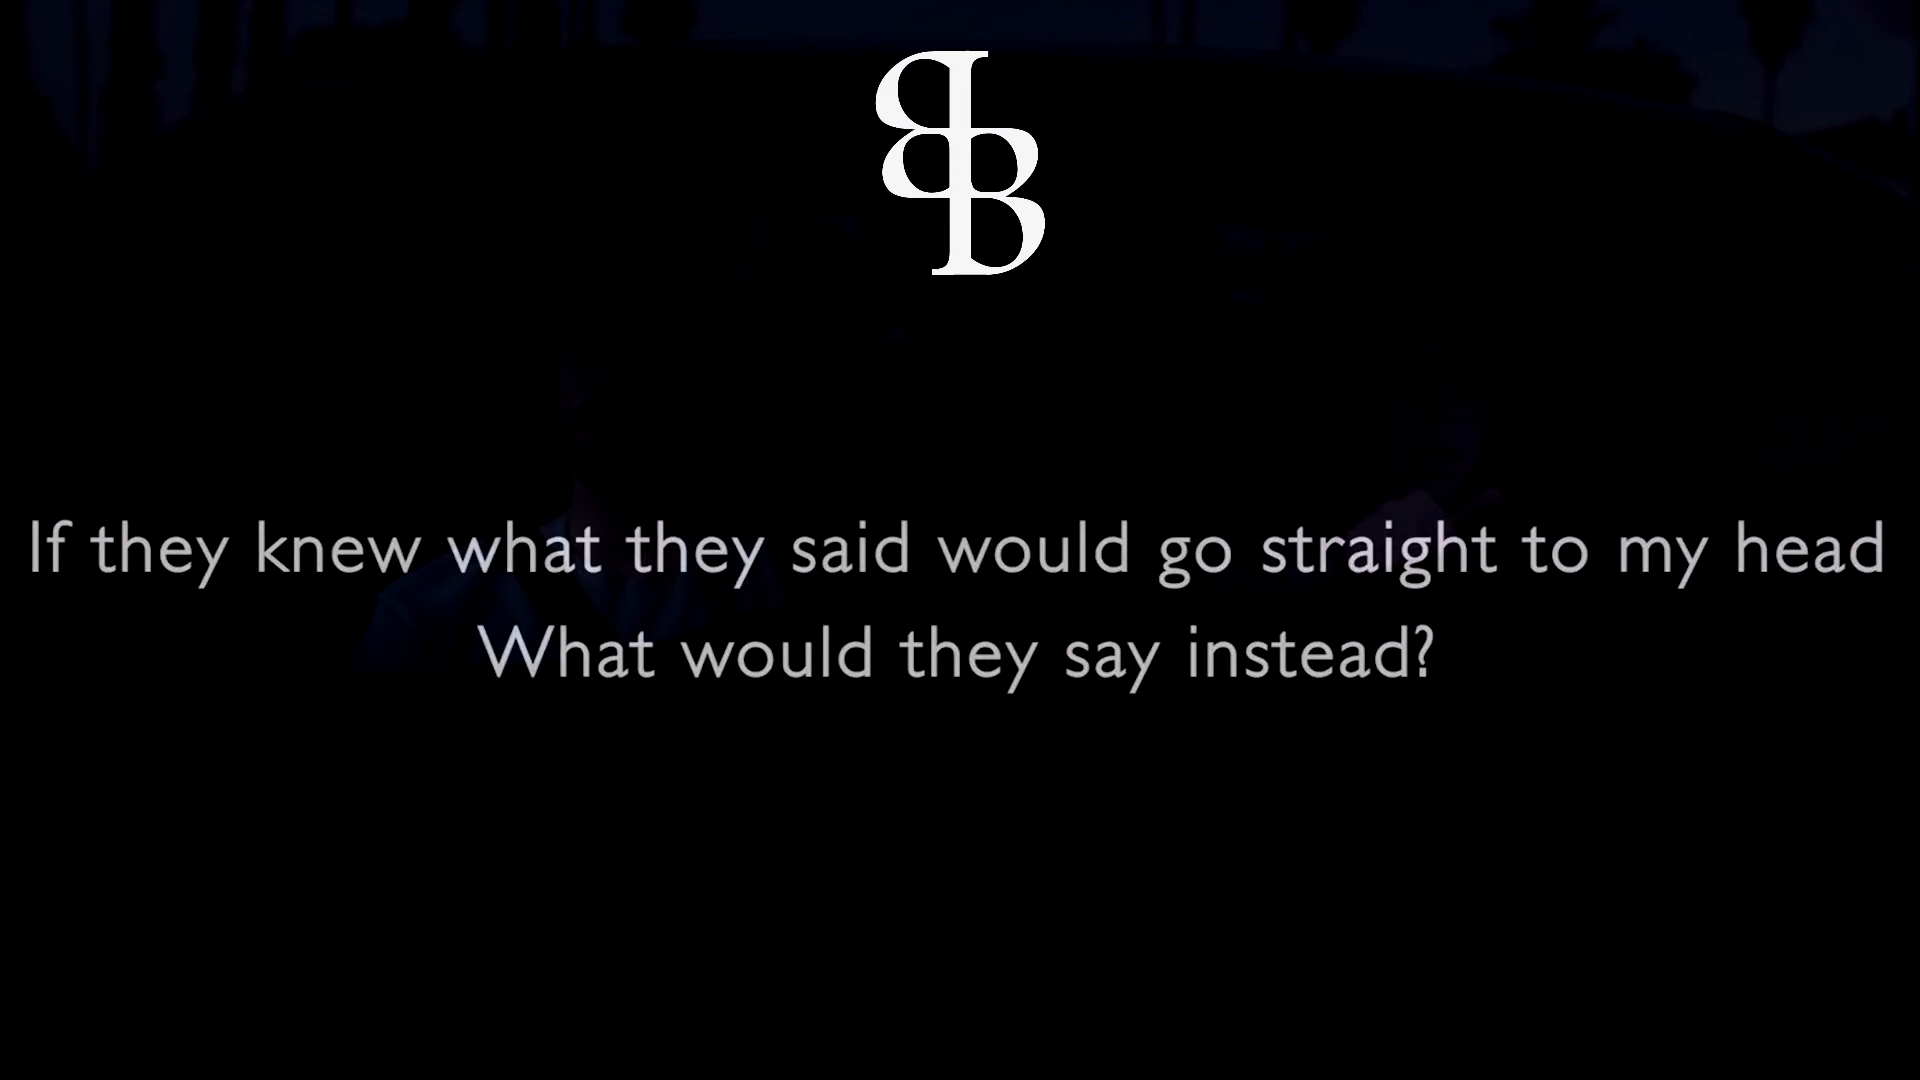 If they knew what they said would go straight to my head
What would they say instead?